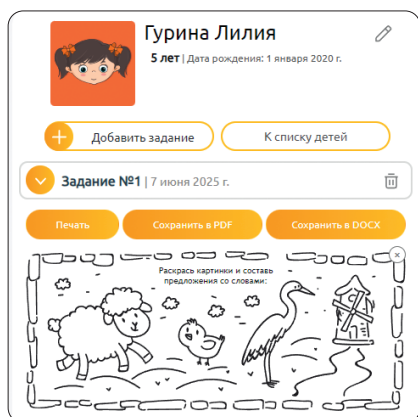 Гурина Лилия
5 лет | Дата рождения: 1 января 2020 г.
Добавить задание
К списку детей
Задание №1 | 7 июня 2025 г.
Печать
Сохранить в PDF
Сохранить в DOCX
Раскрась картинки и составь
предложения со словами: